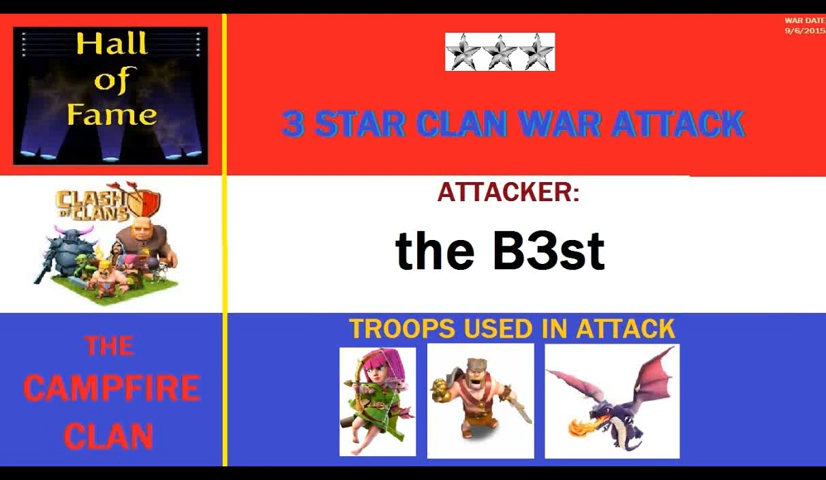 Hall
of
Fame
WAR DATE
9/6/2015
3 STAR CLAN WAR ATTACK
CLASH
OF CLANS
ATTACKER:
the B3st
THE
CAMPFIRE
CLAN
TROOPS USED IN ATTACK